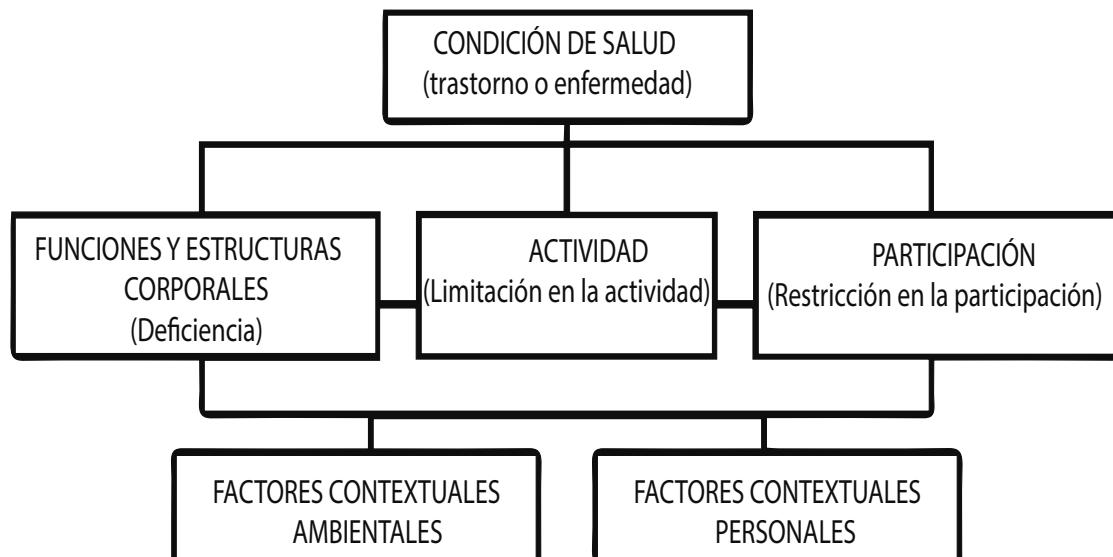 CONDICIÓN DE SALUD
(trastorno o enfermedad)
FUNCIONES Y ESTRUCTURAS
CORPORALES
(Deficiencia)
ACTIVIDAD
(Limitación en la actividad)
PARTICIPACIÓN
(Restricción en la participación)
FACTORES CONTEXTUALES
AMBIENTALES
FACTORES CONTEXTUALES
PERSONALES